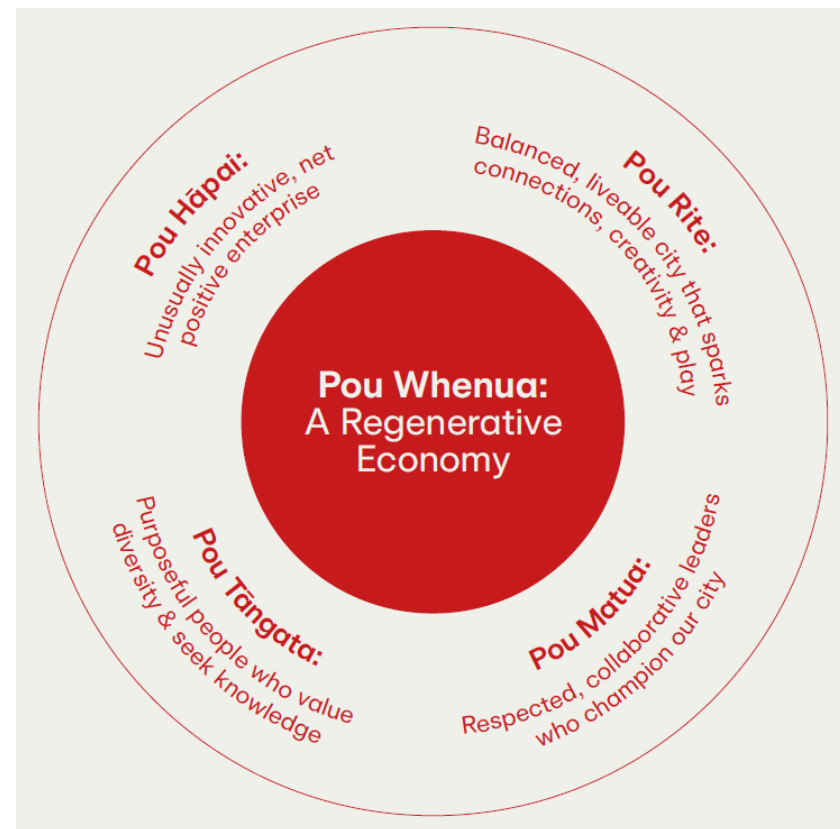 Pou Hāpai:
Unusually innovative, net
positive enterprise
Pou Rite:
Balanced, liveable city that sparks
connections, creativity & play
Pou Whenua:
A Regenerative
Economy
Pou Tāngata:
Purposeful people who value
diversity & seek knowledge
Pou Matua:
Respected, collaborative leaders
who champion our city